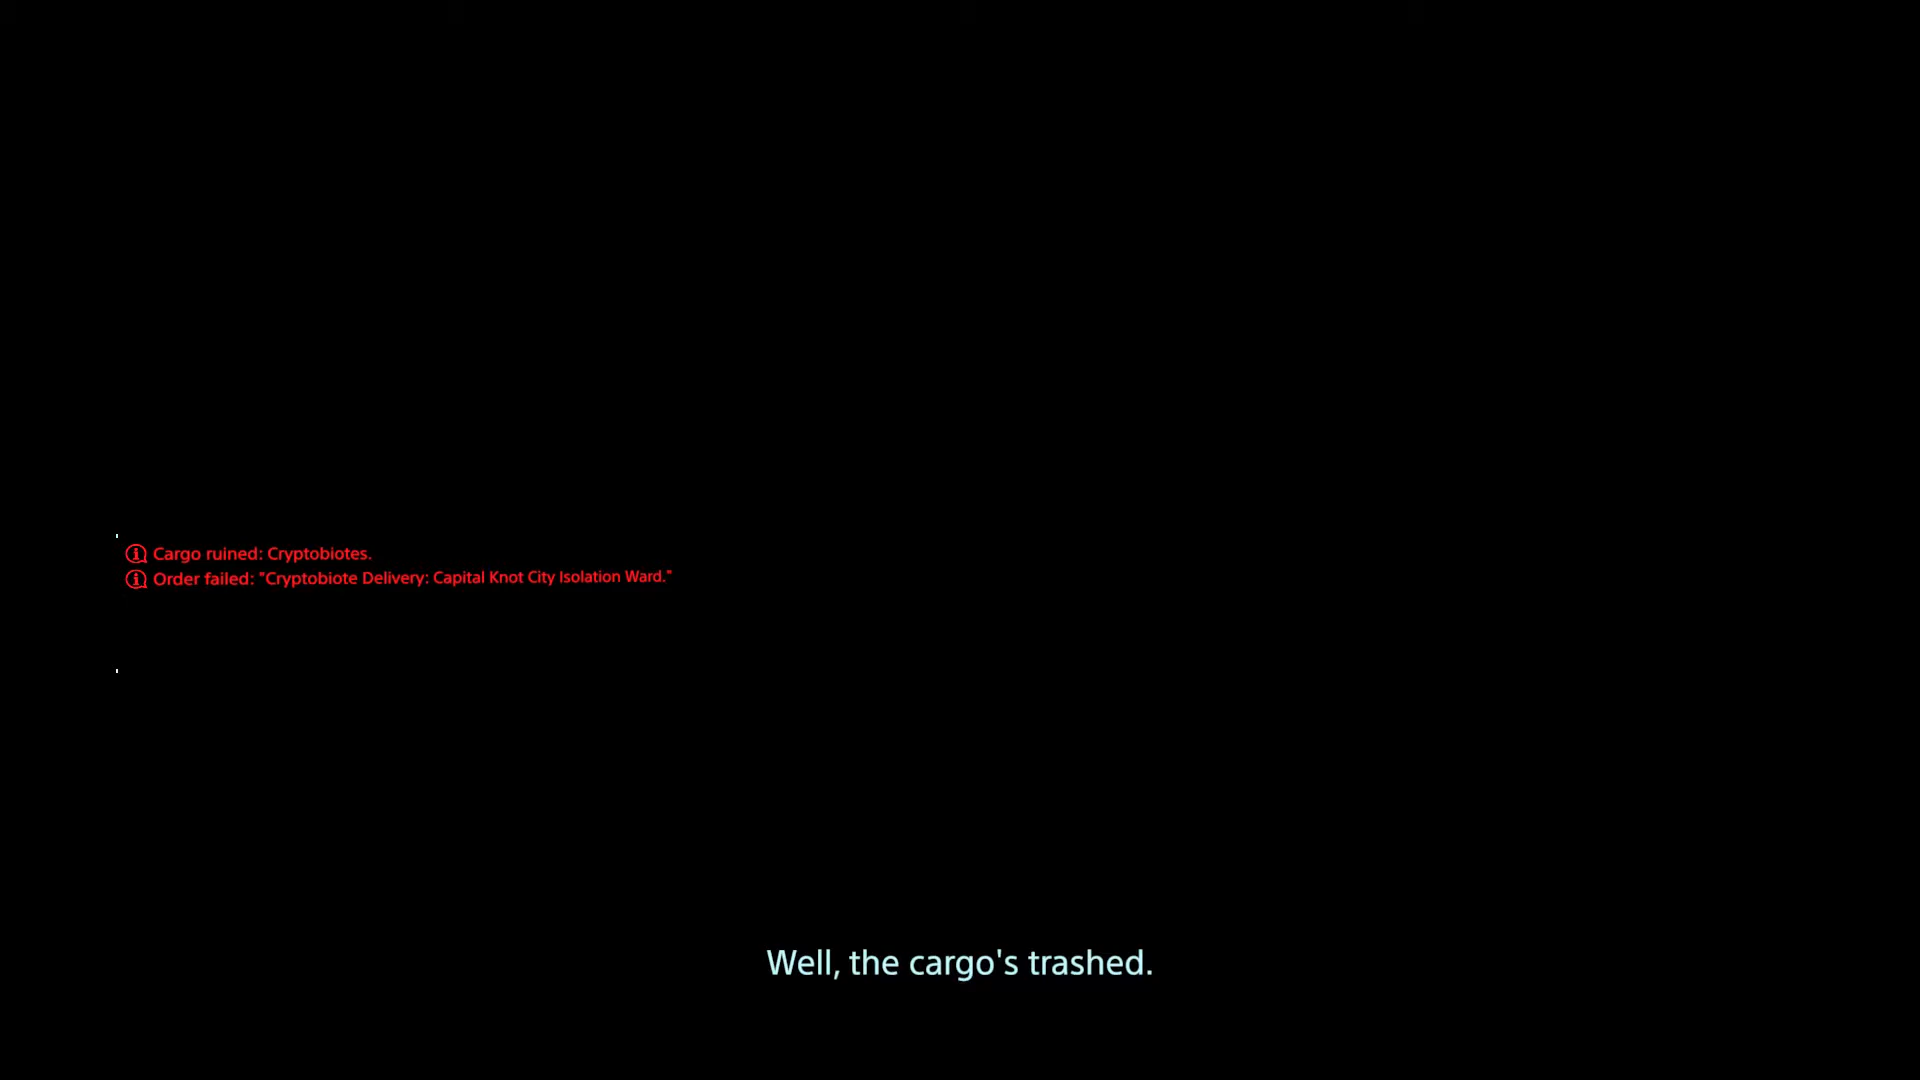 Cargo ruined: Cryptobiotes.
Order failed: "Cryptobiote Delivery: Capital Knot City Isolation Ward."
Well, the cargo's trashed.